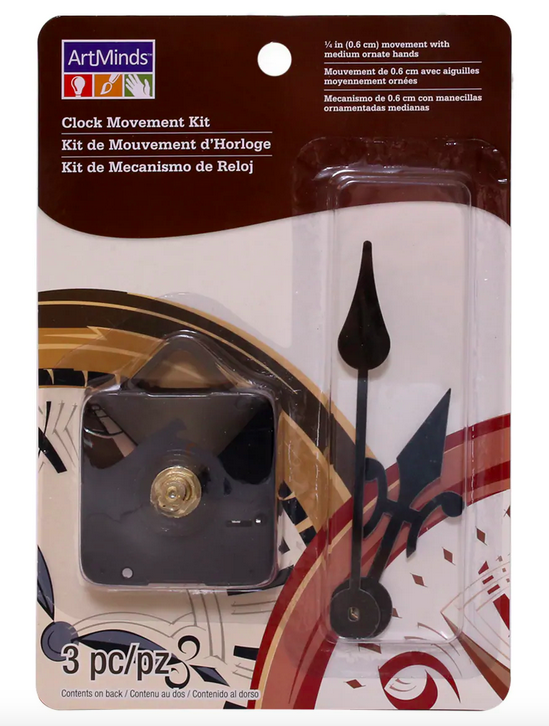 ArtMinds™
Clock Movement Kit
Kit de Mouvement d'Horloge
Kit de Mecanismo de Reloj
¼ in (0.6 cm) movement with
medium ornate hands
Mouvement de 0.6 cm avec aiguilles
moyennement ornées
Mecanismo de 0.6 cm con manecillas
ornamentadas medianas
3 pc/pz
Contents on back / Contenu au dos / Contenido al dorso